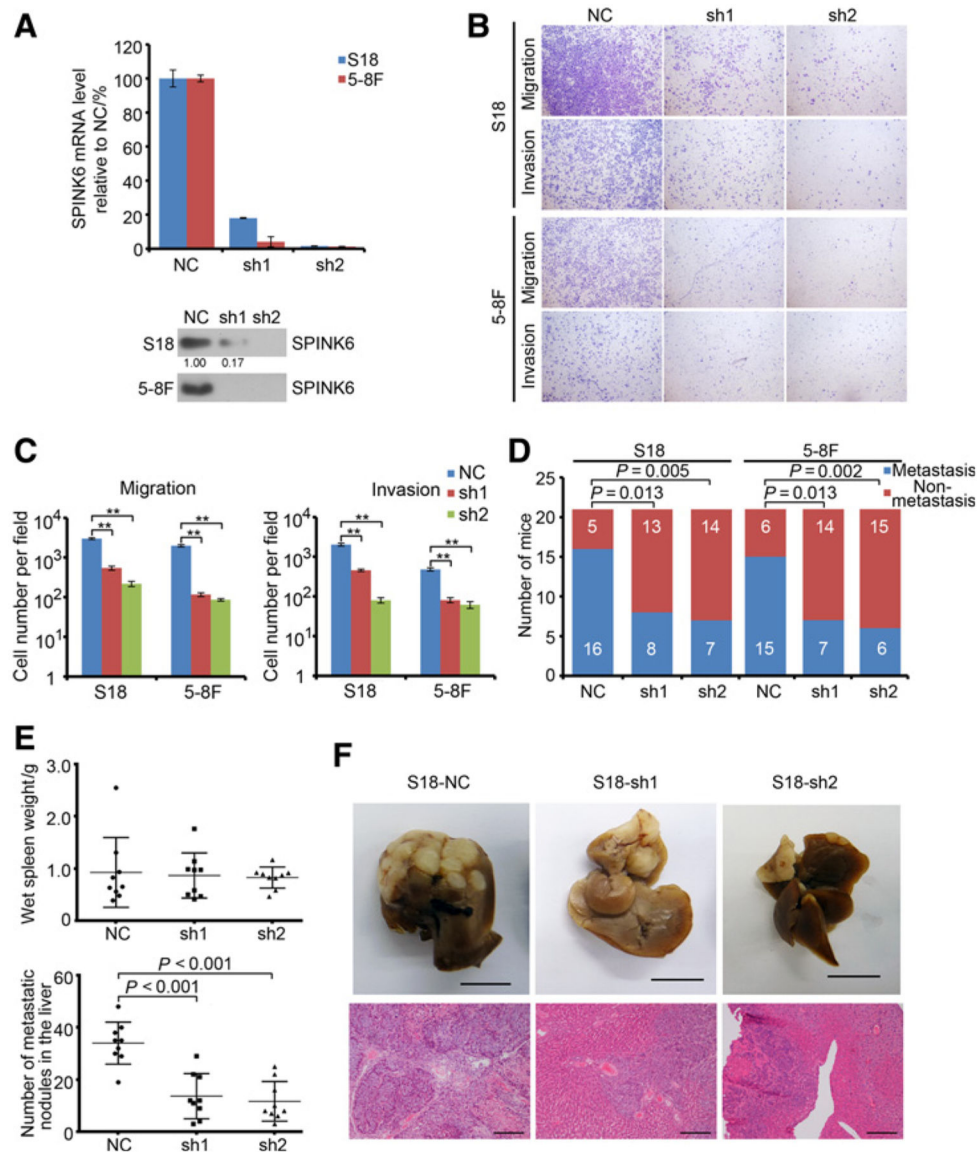 A
SPINK6 mRNA level
relative to NC/%
120
100
80
60
40
20
0
S18
5-8F
NC sh1 sh2
NC sh1 sh2
S18 SPINK6
1.00 0.17
5-8F SPINK6
B
NC sh1 sh2
S18
Migration
Invasion
5-8F
Migration
Invasion
C
Migration
Cell number per field
10^4
10^3
10^2
10^1
1
** ** ** **
S18 5-8F
Invasion
NC
sh1
sh2
Cell number per field
10^4
10^3
10^2
10^1
1
** ** ** **
S18 5-8F
D
S18 5-8F
Metastasis
Non-
metastasis
P = 0.005 P = 0.002
P = 0.013 P = 0.013
Number of mice
25
20
15
10
5
0
5 13 14 6 14 15
16 8 7 15 7 6
NC sh1 sh2 NC sh1 sh2
E
Wet spleen weight/g
3.0
2.0
1.0
0
NC sh1 sh2
Number of metastatic
nodules in the liver
60
40
20
0
P < 0.001
P < 0.001
NC sh1 sh2
F
S18-NC S18-sh1 S18-sh2